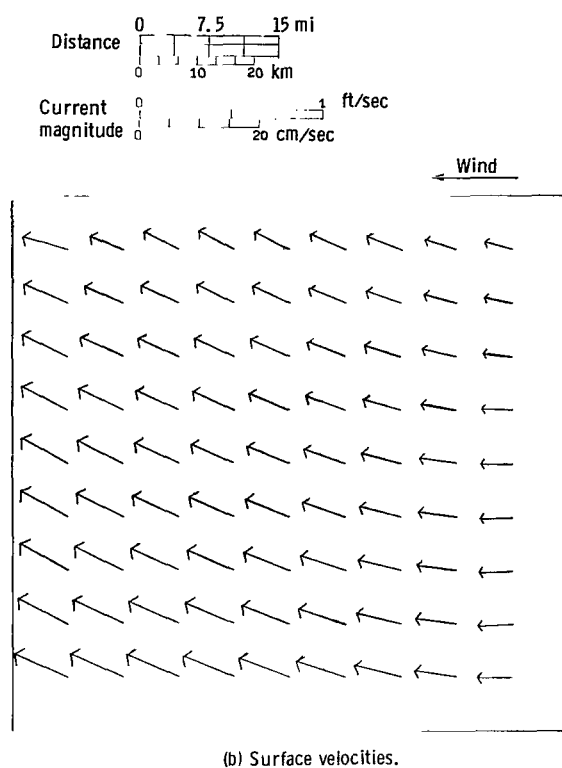 0 7.5 15 mi
Distance
0 10 20 km
0 1 ft/sec
Current
magnitude
0 20 cm/sec
Wind
(b) Surface velocities.